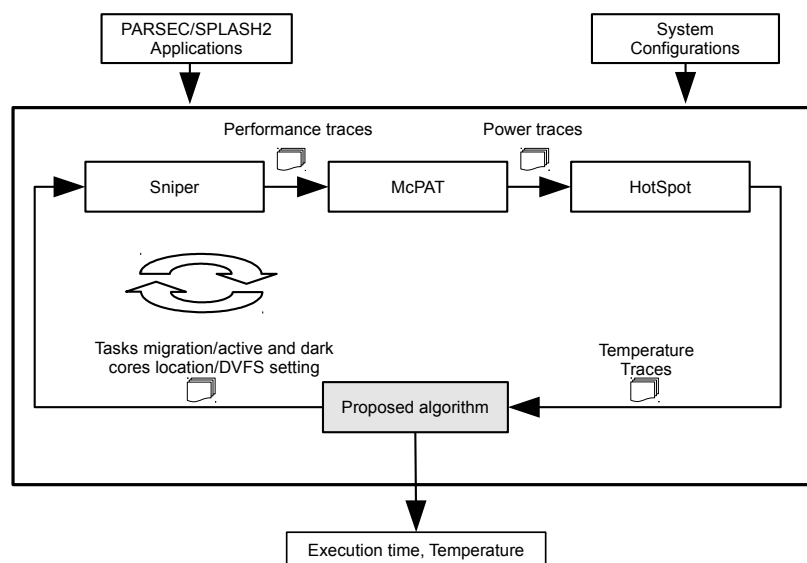 PARSEC/SPLASH2
Applications
System
Configurations
Performance traces
Power traces
Sniper
McPAT
HotSpot
Tasks migration/active and dark
cores location/DVFS setting
Temperature
Traces
Proposed algorithm
Execution time, Temperature